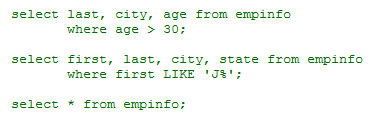 select last, city, age from empinfo
where age > 30;
select first, last, city, state from empinfo
where first LIKE 'J%';
select * from empinfo;